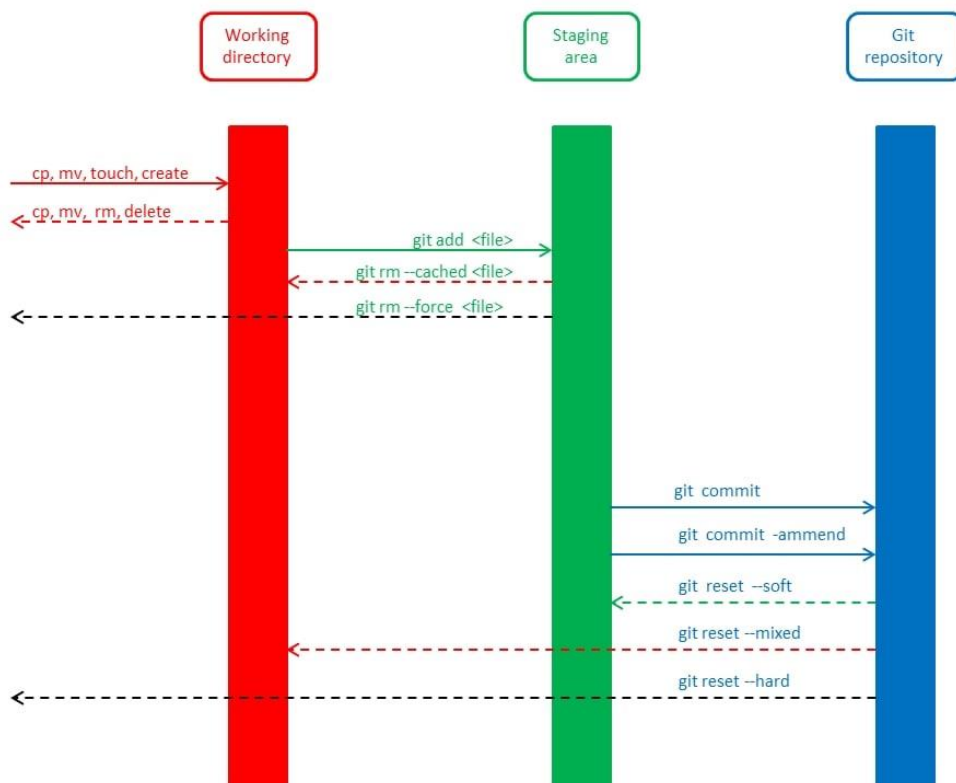 Working
directory
Staging
area
Git
repository
cp, mv, touch, create
cp, mv, rm, delete
git add <file>
git rm --cached <file>
git rm --force <file>
git commit
git commit -ammend
git reset --soft
git reset --mixed
git reset --hard